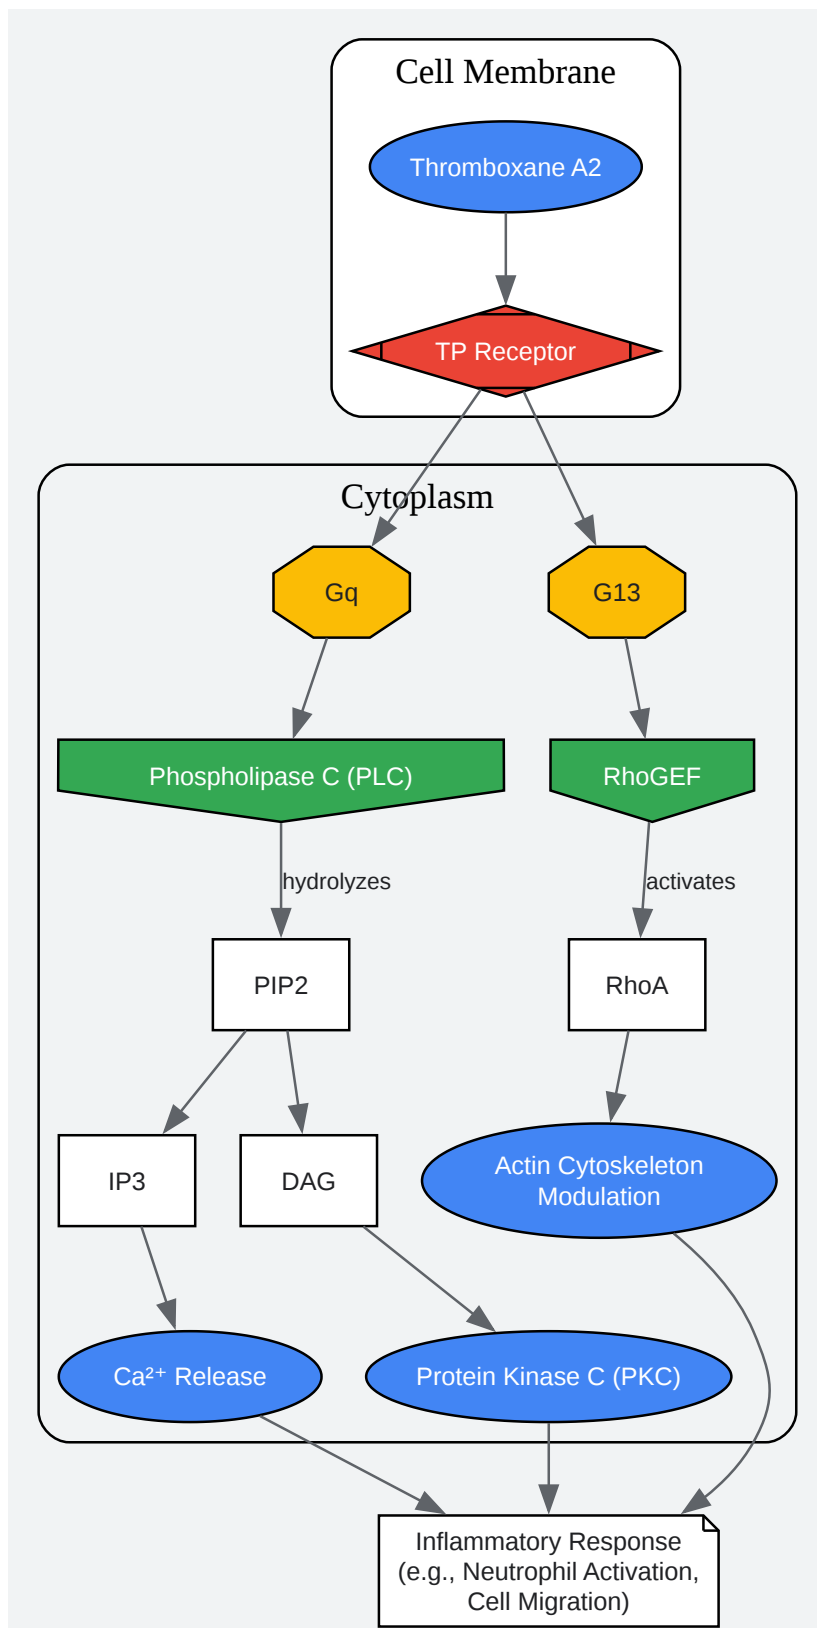 Cell Membrane
Thromboxane A2
TP Receptor
Cytoplasm
Gq
G13
Phospholipase C (PLC)
RhoGEF
hydrolyzes
activates
PIP2
RhoA
IP3
DAG
Actin Cytoskeleton
Modulation
Ca²⁺ Release
Protein Kinase C (PKC)
Inflammatory Response
(e.g., Neutrophil Activation,
Cell Migration)